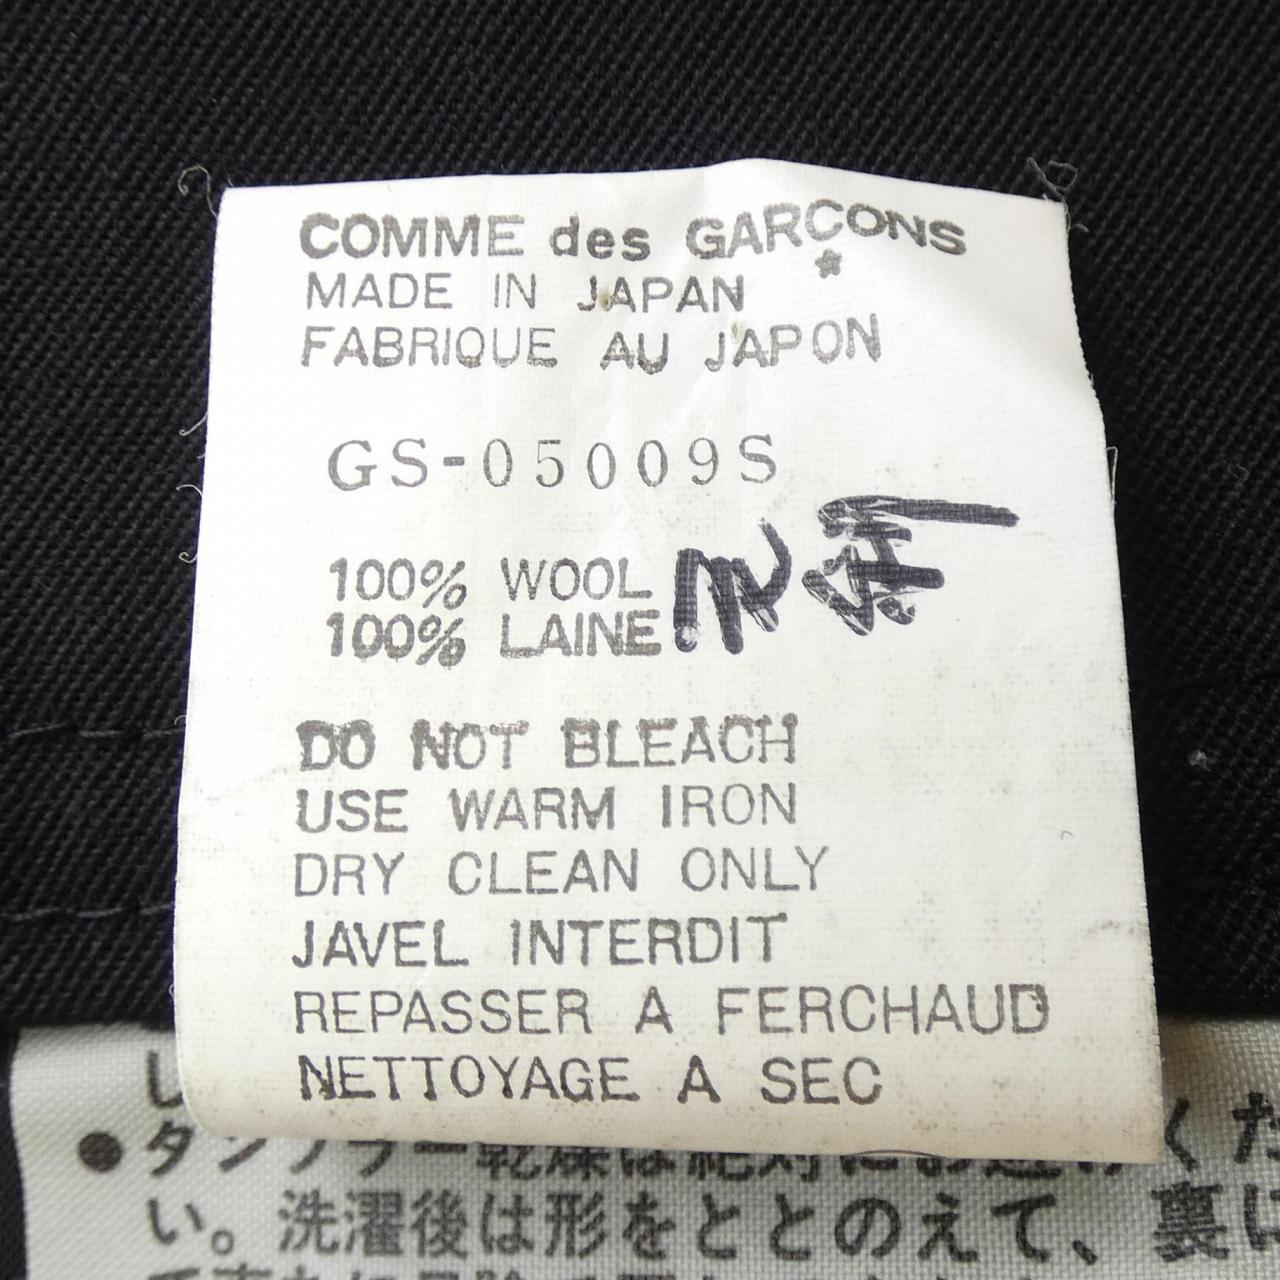 COMME des GARÇONS
MADE IN JAPAN
FABRIQUE AU JAPON
GS-05009S
100% WOOL
100% LAINE
DO NOT BLEACH
USE WARM IRON
DRY CLEAN ONLY
JAVEL INTERDIT
REPASSER A FERCHAUD
NETTOYAGE A SEC
●タンブラー乾燥は絶対にお避けくだ
い。洗濯後は形をととのえて、裏に